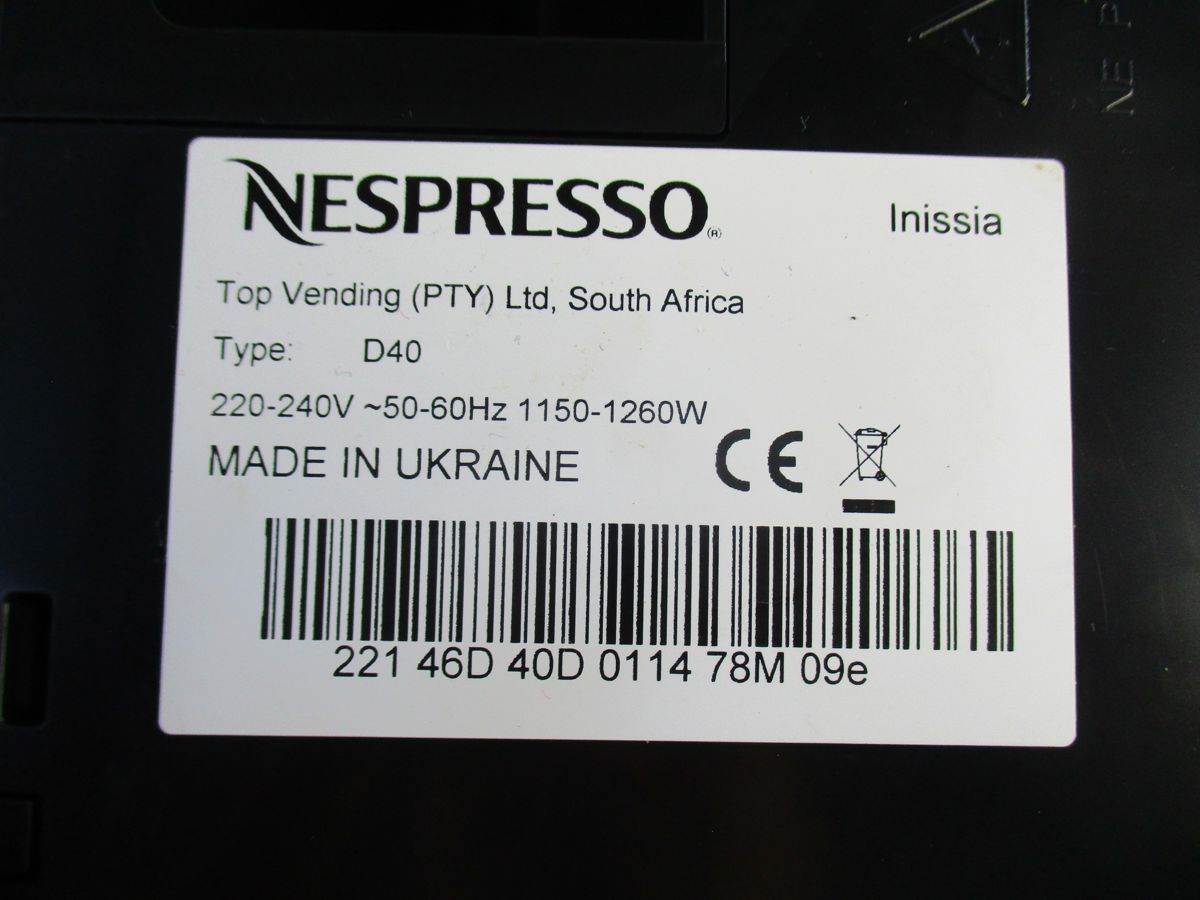 NE P
NESPRESSO (R)
Inissia
Top Vending (PTY) Ltd, South Africa
Type: D40
220-240V ~50-60Hz 1150-1260W
MADE IN UKRAINE
CE
221 46D 40D 0114 78M 09e